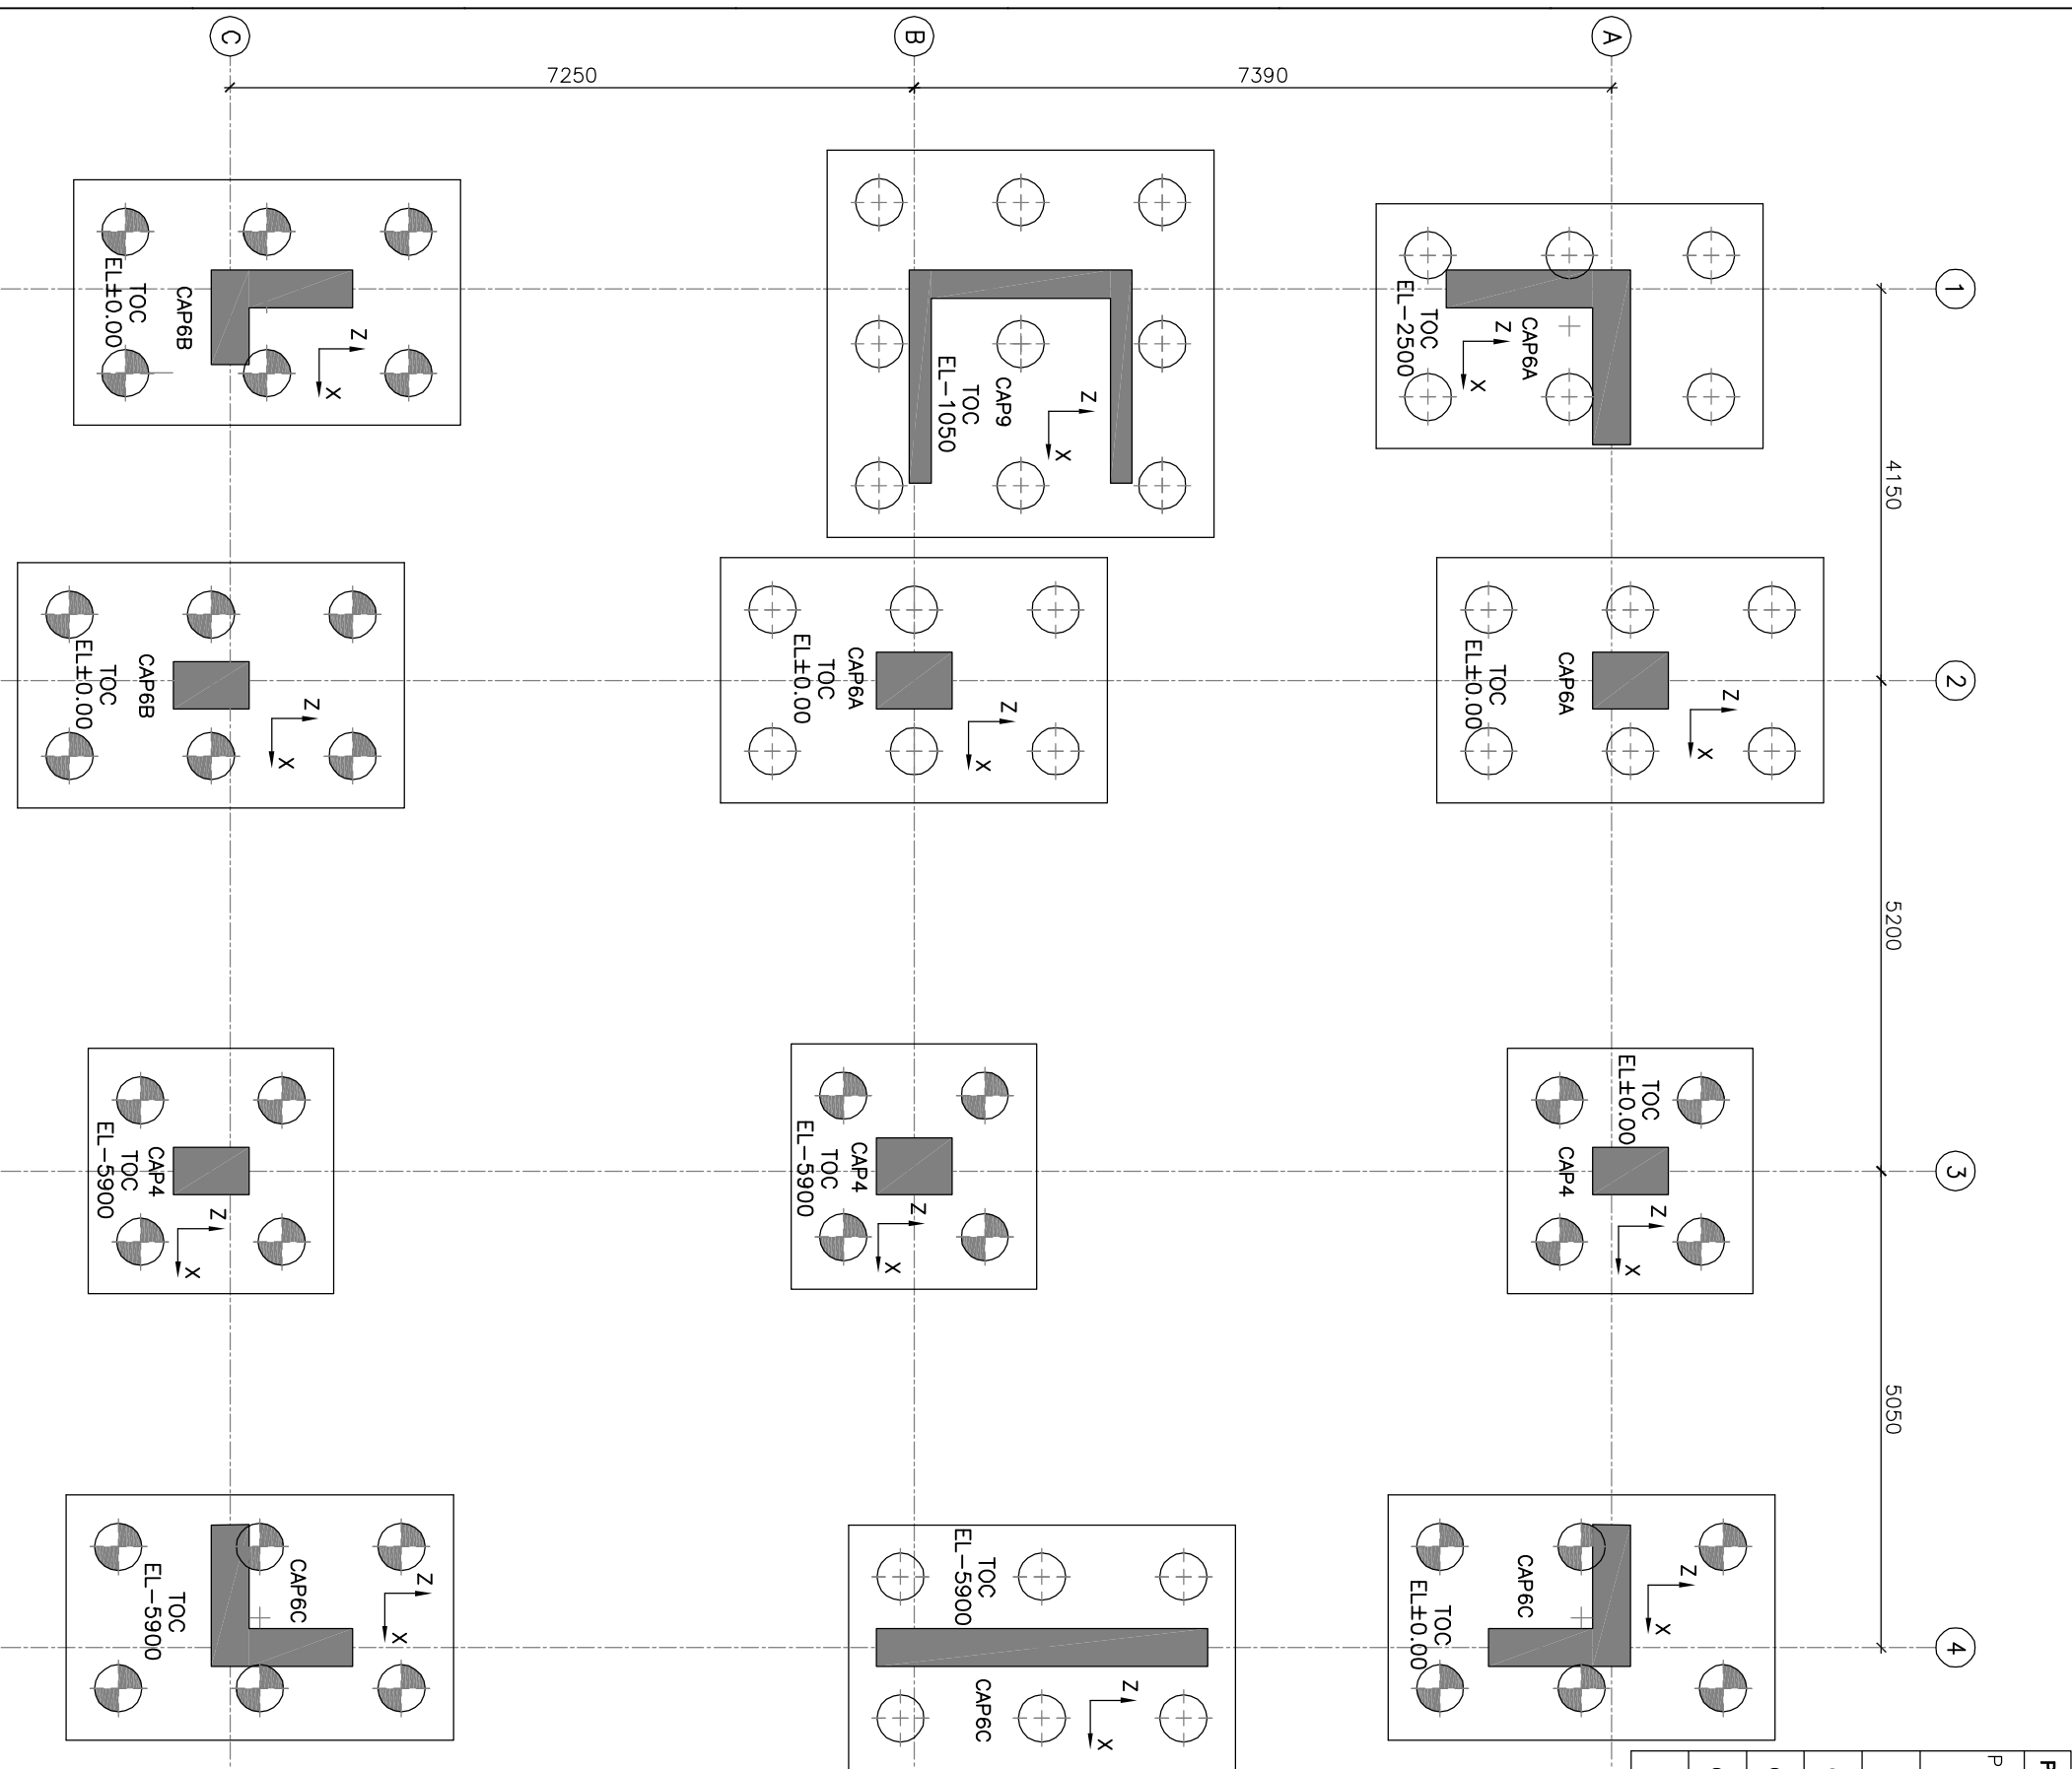 C
B
A
7250
7390
1
2
3
4
4150
5200
5050
CAP6B
TOC
EL±0.00
Z
X
CAP9
TOC
EL-1050
Z
X
CAP6A
TOC
EL-2500
Z
X
CAP6B
TOC
EL±0.00
Z
X
CAP6A
TOC
EL±0.00
Z
X
CAP6A
TOC
EL±0.00
Z
X
CAP4
TOC
EL-5900
Z
X
CAP4
TOC
EL-5900
Z
X
TOC
EL±0.00
CAP4
Z
X
CAP6C
TOC
EL-5900
Z
X
TOC
EL-5900
CAP6C
Z
X
CAP6C
TOC
EL±0.00
Z
X
P